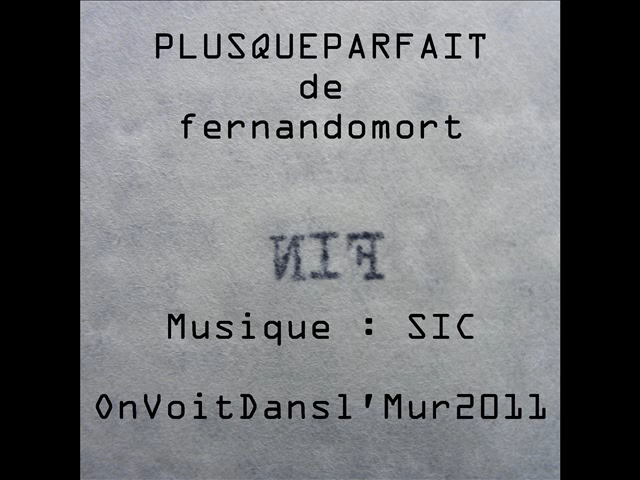 PLUSQUEPARFAIT
de
fernandomort
FIN
Musique : SIC
OnVoitDansl'Mur2011